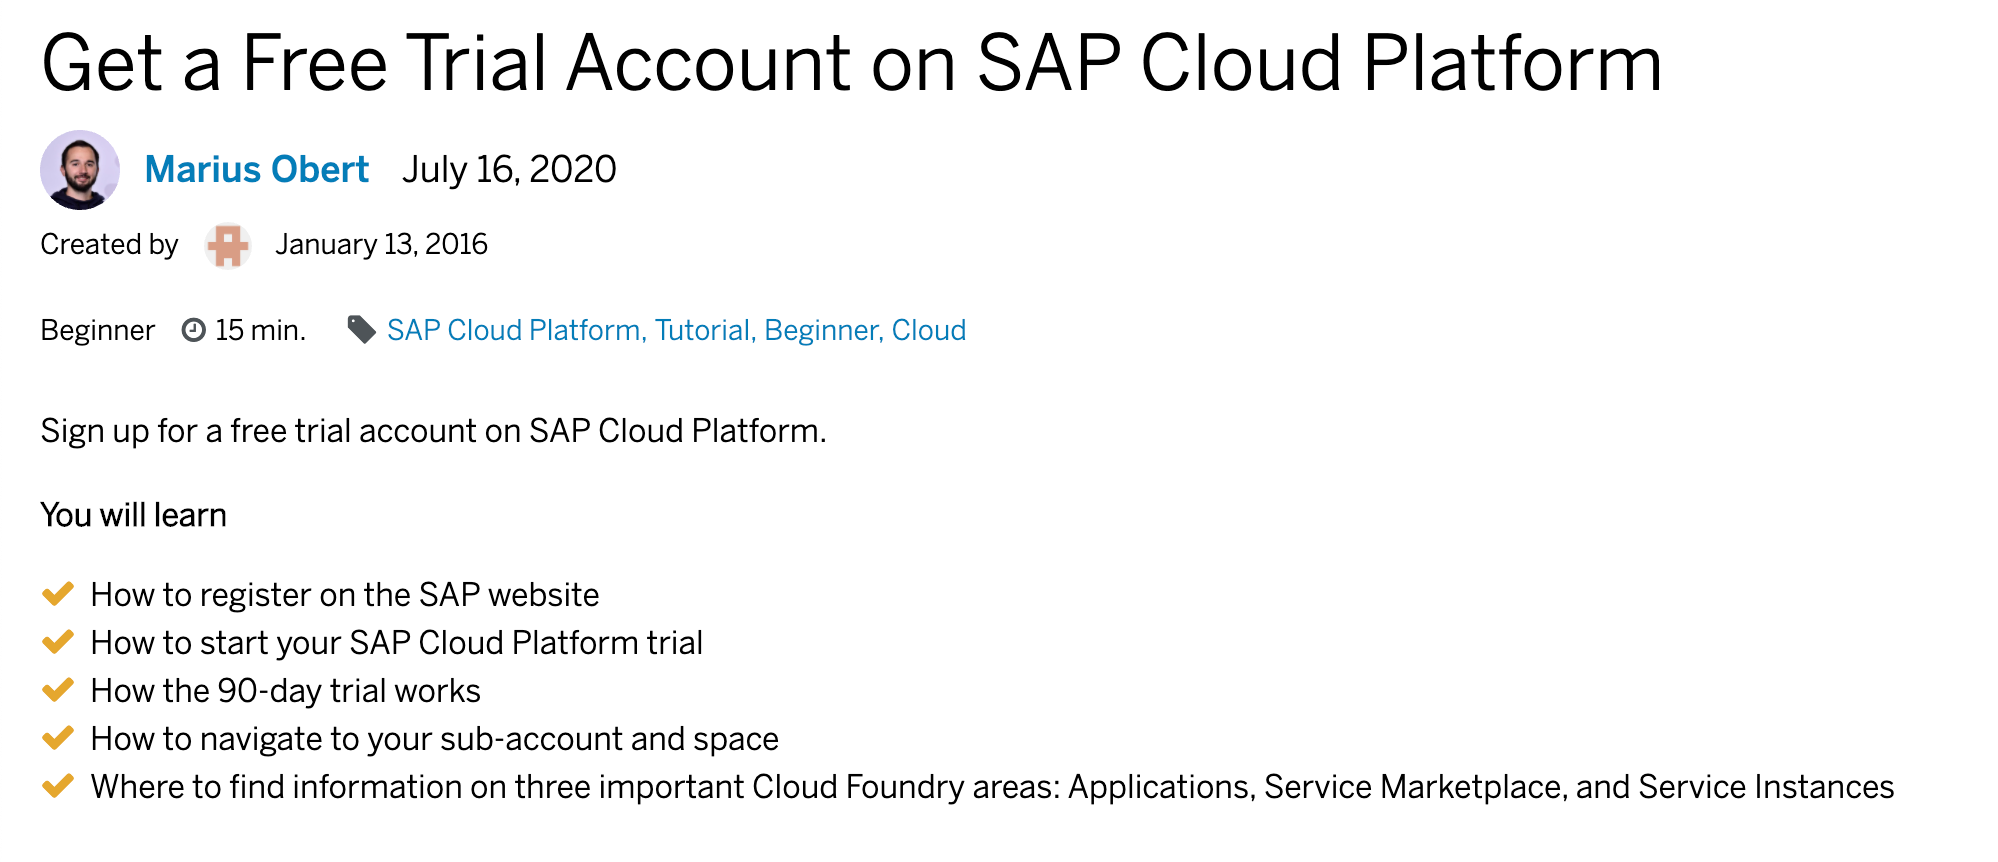 Get a Free Trial Account on SAP Cloud Platform
Marius Obert July 16, 2020
Created by January 13, 2016
Beginner 15 min. SAP Cloud Platform, Tutorial, Beginner, Cloud
Sign up for a free trial account on SAP Cloud Platform.
You will learn
How to register on the SAP website
How to start your SAP Cloud Platform trial
How the 90-day trial works
How to navigate to your sub-account and space
Where to find information on three important Cloud Foundry areas: Applications, Service Marketplace, and Service Instances